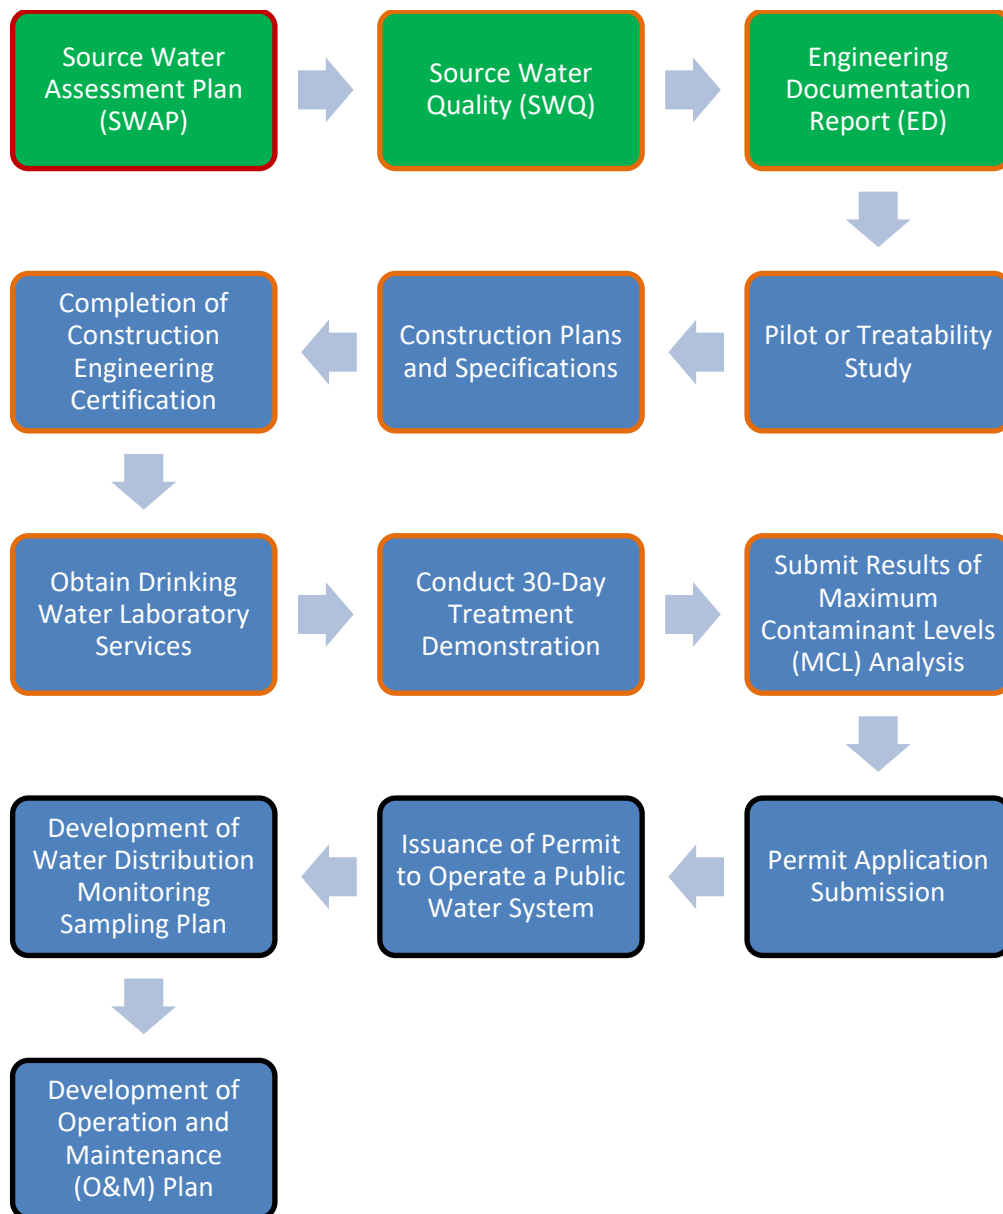 Source Water
Assessment Plan
(SWAP)
Source Water
Quality (SWQ)
Engineering
Documentation
Report (ED)
Pilot or Treatability
Study
Construction Plans
and Specifications
Completion of
Construction
Engineering
Certification
Obtain Drinking
Water Laboratory
Services
Conduct 30-Day
Treatment
Demonstration
Submit Results of
Maximum
Contaminant Levels
(MCL) Analysis
Permit Application
Submission
Issuance of Permit
to Operate a Public
Water System
Development of
Water Distribution
Monitoring
Sampling Plan
Development of
Operation and
Maintenance
(O&M) Plan